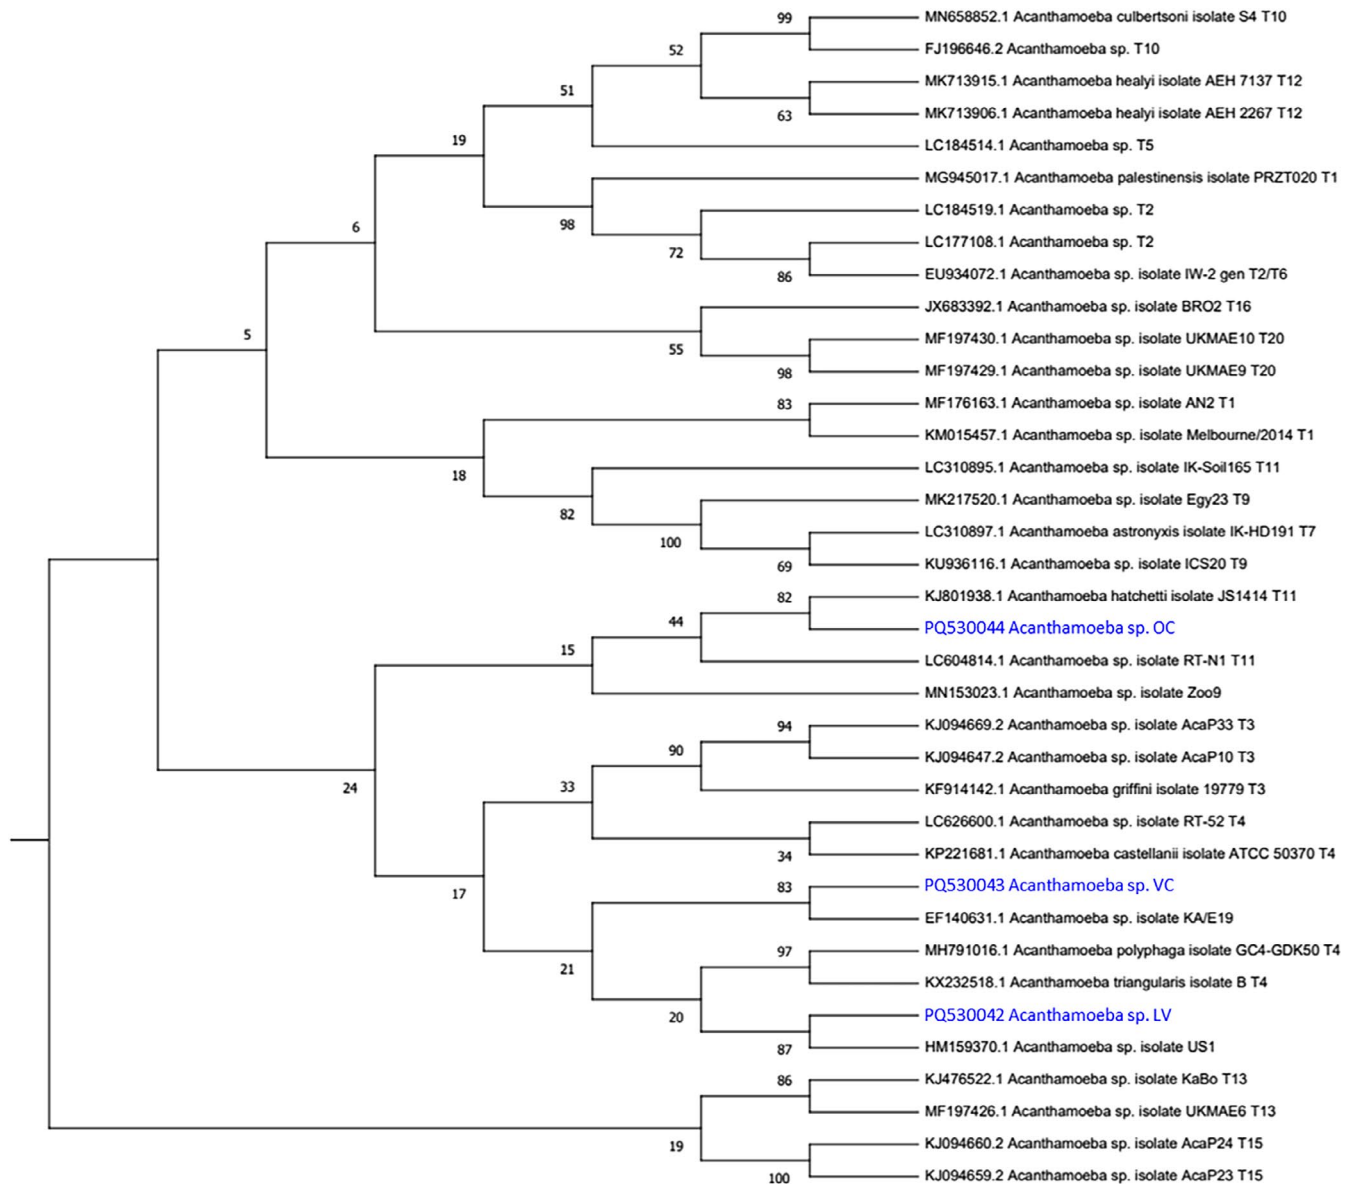 99
MN658852.1 Acanthamoeba culbertsoni isolate S4 T10
FJ196646.2 Acanthamoeba sp. T10
52
MK713915.1 Acanthamoeba healyi isolate AEH 7137 T12
63
MK713906.1 Acanthamoeba healyi isolate AEH 2267 T12
51
LC184514.1 Acanthamoeba sp. T5
19
MG945017.1 Acanthamoeba palestinensis isolate PRZT020 T1
98
LC184519.1 Acanthamoeba sp. T2
72
LC177108.1 Acanthamoeba sp. T2
86
EU934072.1 Acanthamoeba sp. isolate IW-2 gen T2/T6
6
JX683392.1 Acanthamoeba sp. isolate BRO2 T16
55
MF197430.1 Acanthamoeba sp. isolate UKMAE10 T20
98
MF197429.1 Acanthamoeba sp. isolate UKMAE9 T20
5
83
MF176163.1 Acanthamoeba sp. isolate AN2 T1
KM015457.1 Acanthamoeba sp. isolate Melbourne/2014 T1
18
LC310895.1 Acanthamoeba sp. isolate IK-Soil165 T11
82
MK217520.1 Acanthamoeba sp. isolate Egy23 T9
100
LC310897.1 Acanthamoeba astronyxis isolate IK-HD191 T7
69
KU936116.1 Acanthamoeba sp. isolate ICS20 T9
82
KJ801938.1 Acanthamoeba hatchetti isolate JS1414 T11
44
PQ530044 Acanthamoeba sp. OC
15
LC604814.1 Acanthamoeba sp. isolate RT-N1 T11
MN153023.1 Acanthamoeba sp. isolate Zoo9
24
94
KJ094669.2 Acanthamoeba sp. isolate AcaP33 T3
90
KJ094647.2 Acanthamoeba sp. isolate AcaP10 T3
33
KF914142.1 Acanthamoeba griffini isolate 19779 T3
LC626600.1 Acanthamoeba sp. isolate RT-52 T4
34
KP221681.1 Acanthamoeba castellanii isolate ATCC 50370 T4
17
83
PQ530043 Acanthamoeba sp. VC
EF140631.1 Acanthamoeba sp. isolate KA/E19
21
97
MH791016.1 Acanthamoeba polyphaga isolate GC4-GDK50 T4
KX232518.1 Acanthamoeba triangularis isolate B T4
20
PQ530042 Acanthamoeba sp. LV
87
HM159370.1 Acanthamoeba sp. isolate US1
86
KJ476522.1 Acanthamoeba sp. isolate KaBo T13
MF197426.1 Acanthamoeba sp. isolate UKMAE6 T13
19
KJ094660.2 Acanthamoeba sp. isolate AcaP24 T15
100
KJ094659.2 Acanthamoeba sp. isolate AcaP23 T15